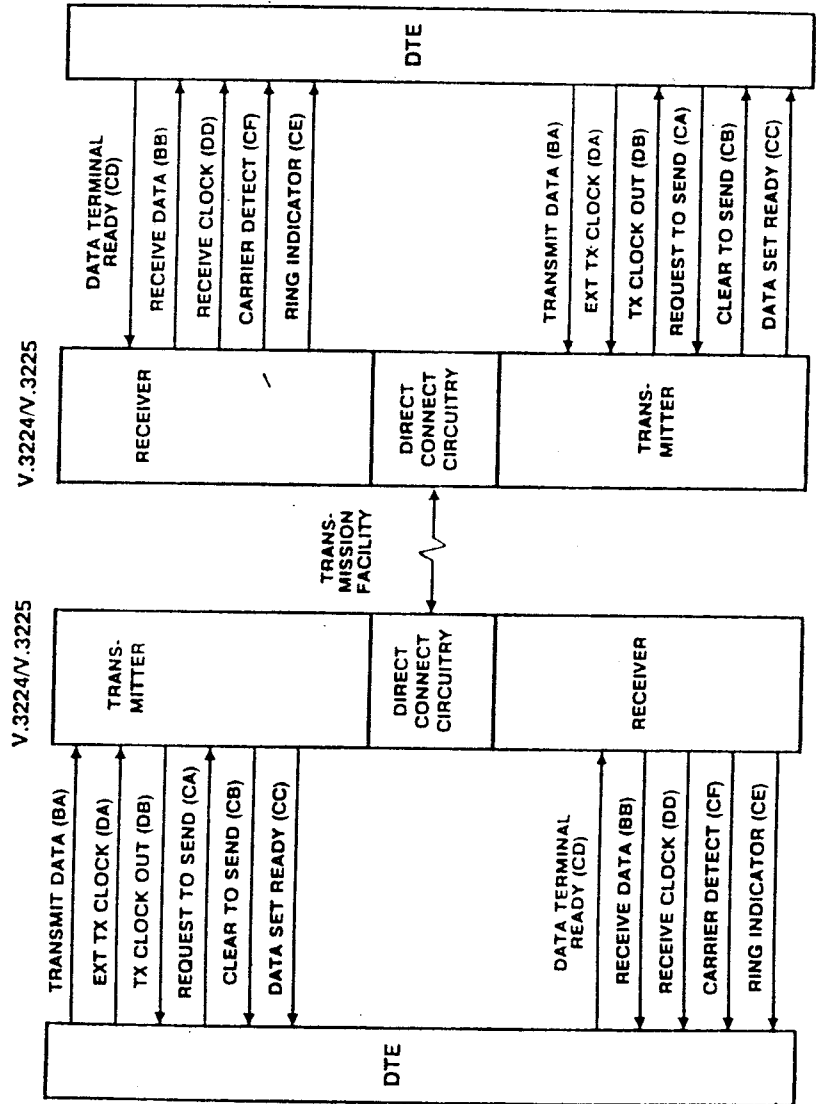 V.3224/V.3225
V.3224/V.3225
DTE
TRANSMIT DATA (BA)
EXT TX CLOCK (DA)
TX CLOCK OUT (DB)
REQUEST TO SEND (CA)
CLEAR TO SEND (CB)
DATA SET READY (CC)
DATA TERMINAL
READY (CD)
RECEIVE DATA (BB)
RECEIVE CLOCK (DD)
CARRIER DETECT (CF)
RING INDICATOR (CE)
TRANS-
MITTER
DIRECT
CONNECT
CIRCUITRY
RECEIVER
TRANS-
MISSION
FACILITY
RECEIVER
DIRECT
CONNECT
CIRCUITRY
TRANS-
MITTER
DATA TERMINAL
READY (CD)
RECEIVE DATA (BB)
RECEIVE CLOCK (DD)
CARRIER DETECT (CF)
RING INDICATOR (CE)
TRANSMIT DATA (BA)
EXT TX CLOCK (DA)
TX CLOCK OUT (DB)
REQUEST TO SEND (CA)
CLEAR TO SEND (CB)
DATA SET READY (CC)
DTE